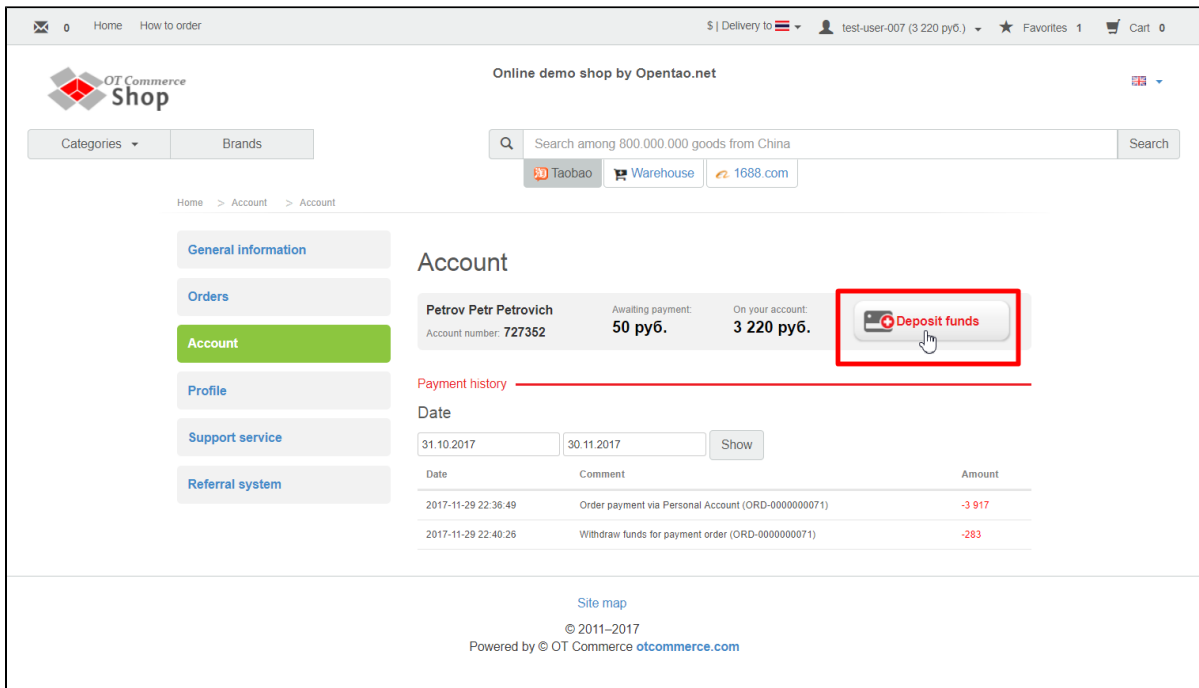 0 Home How to order $ | Delivery to test-user-007 (3 220 руб.) Favorites 1 Cart 0
OT Commerce
Shop
Online demo shop by Opentao.net
Categories Brands Search among 800.000.000 goods from China Search
Taobao Warehouse 1688.com
Home > Account > Account
General information
Orders
Account
Profile
Support service
Referral system
Account
Petrov Petr Petrovich
Account number: 727352
Awaiting payment:
50 руб.
On your account:
3 220 руб.
Deposit funds
Payment history
Date
31.10.2017 30.11.2017 Show
Date Comment Amount
2017-11-29 22:36:49 Order payment via Personal Account (ORD-0000000071) -3 917
2017-11-29 22:40:26 Withdraw funds for payment order (ORD-0000000071) -283
Site map
© 2011–2017
Powered by © OT Commerce otcommerce.com